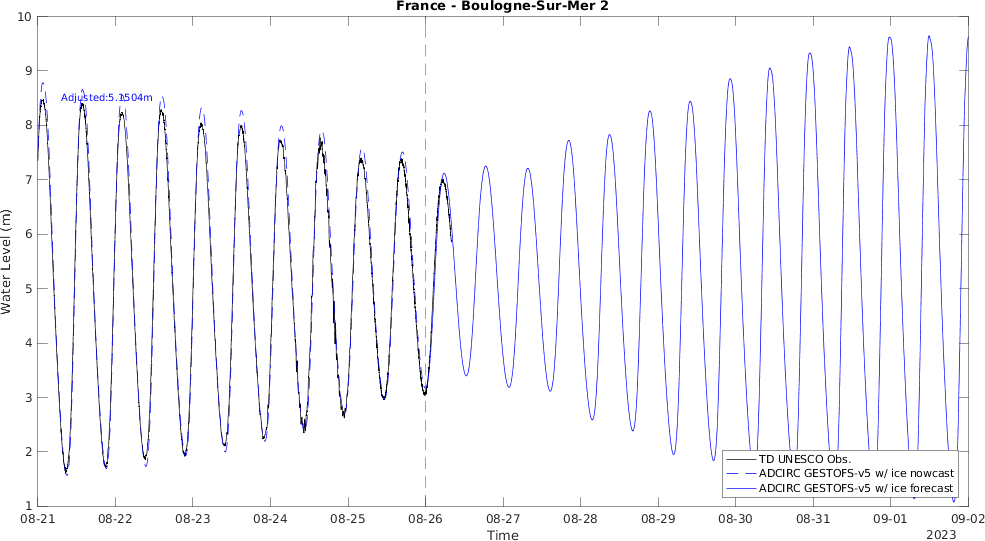 France - Boulogne-Sur-Mer 2
10
9
8
7
6
5
4
3
2
1
Water Level (m)
Adjusted:5.1504m
TD UNESCO Obs.
ADCIRC GESTOFS-v5 w/ ice nowcast
ADCIRC GESTOFS-v5 w/ ice forecast
08-21 08-22 08-23 08-24 08-25 08-26 08-27 08-28 08-29 08-30 08-31 09-01 09-02
Time
2023